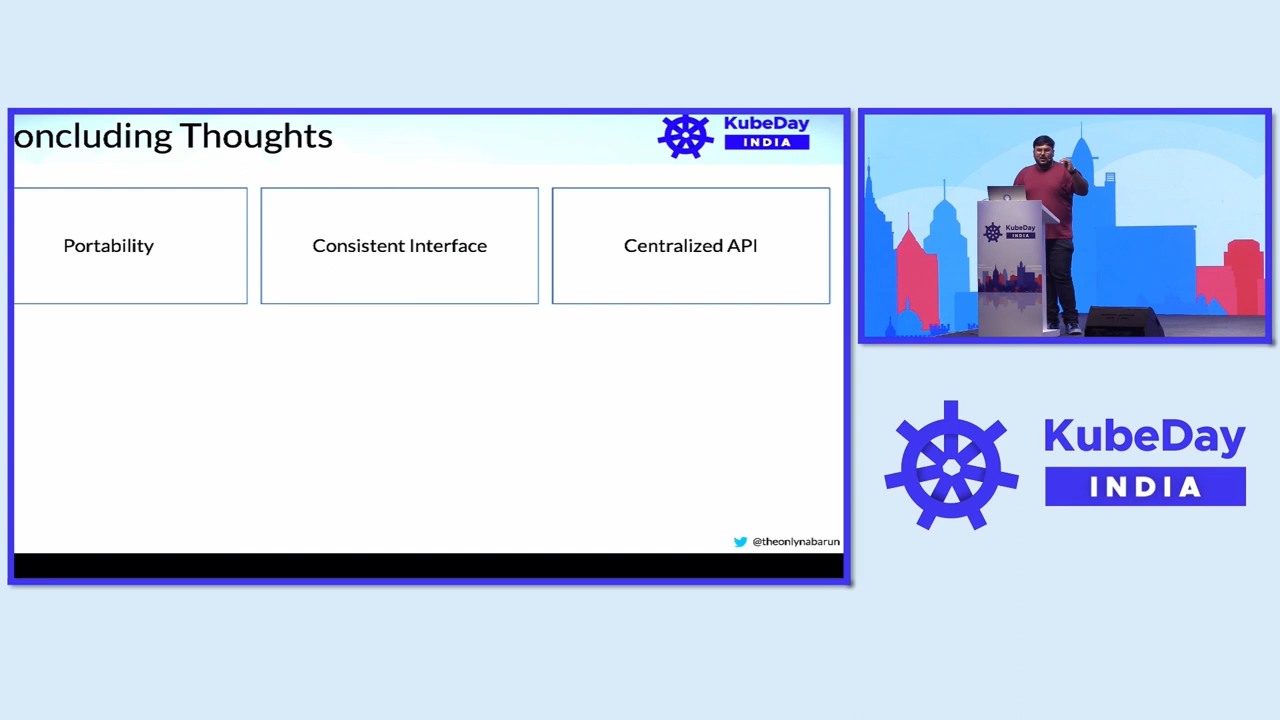 oncluding Thoughts
KubeDay
INDIA
Portability
Consistent Interface
Centralized API
@theonlynabarun
KubeDay
INDIA
KubeDay
INDIA